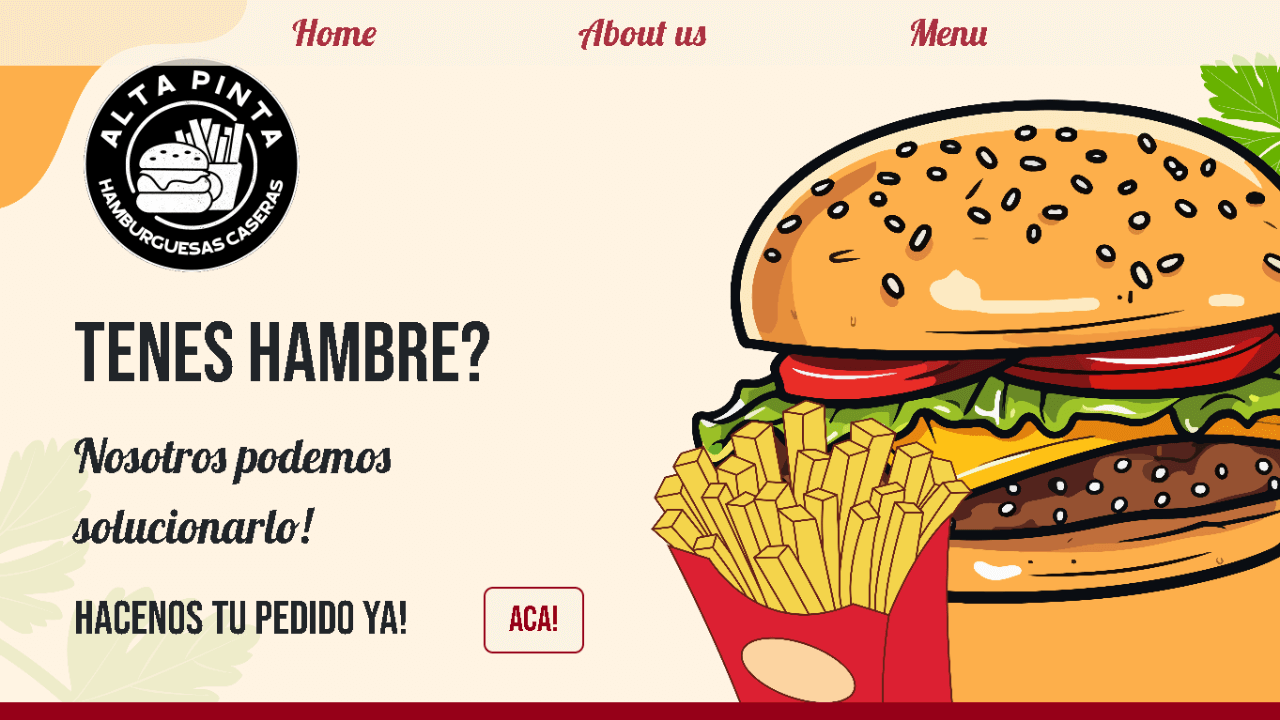 Home About us Menu
ALTA PINTA
HAMBURGUESAS CASERAS
TENES HAMBRE?
Nosotros podemos
solucionarlo!
HACENOS TU PEDIDO YA!
ACA!